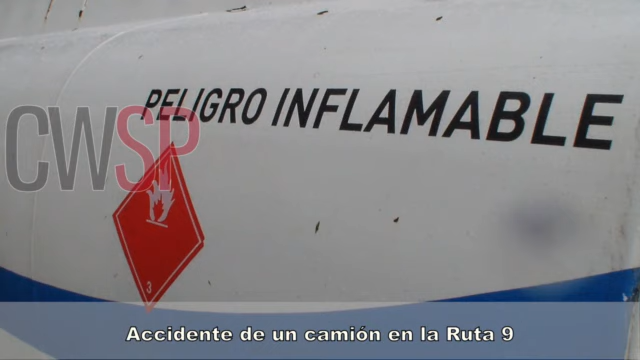 PELIGRO INFLAMABLE
CWSP
3
Accidente de un camión en la Ruta 9